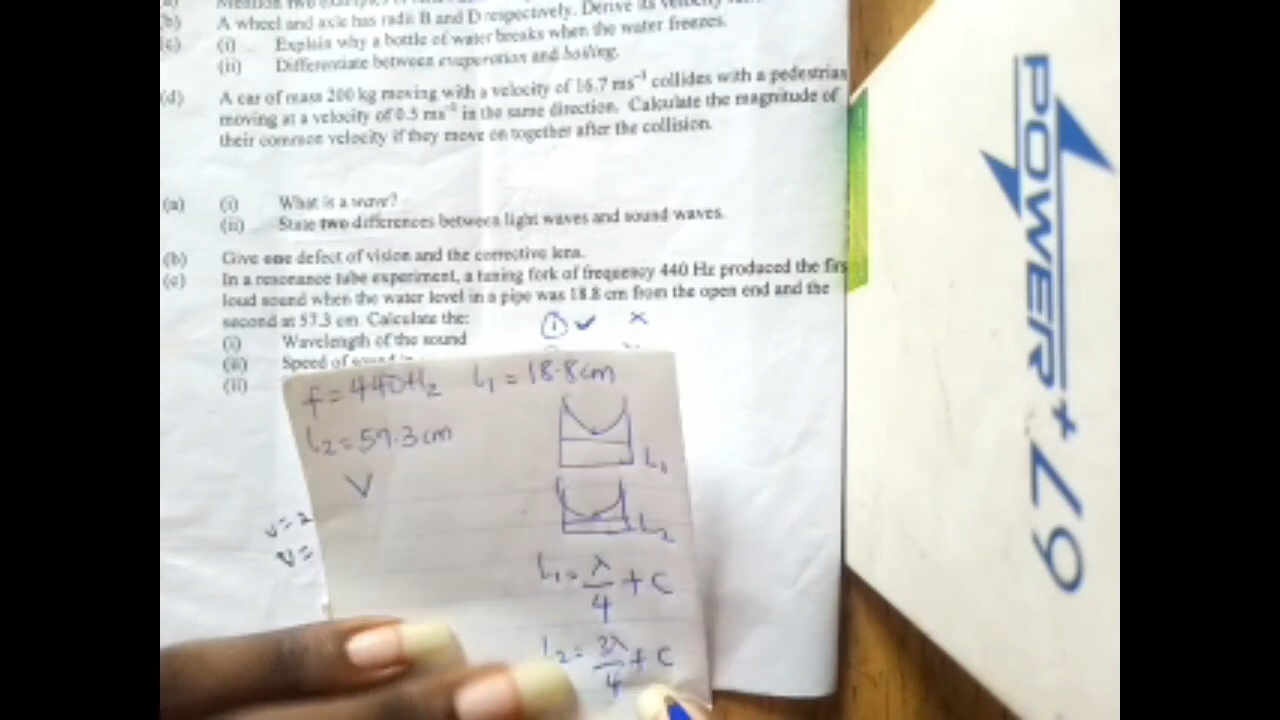 (b) A wheel and axle has radii B and D respectively. Derive its velocity
(c) (i) Explain why a bottle of water breaks when the water freezes.
(ii) Differentiate between evaporation and boiling.
(d) A car of mass 200 kg moving with a velocity of 16.7 ms⁻¹ collides with a pedestrian
moving at a velocity of 0.5 ms⁻¹ in the same direction. Calculate the magnitude of
their common velocity if they move on together after the collision.
(a) (i) What is a wave?
(ii) State two differences between light waves and sound waves.
(b) Give one defect of vision and the corrective lens.
(c) In a resonance tube experiment, a tuning fork of frequency 440 Hz produced the firs
loud sound when the water level in a pipe was 18.8 cm from the open end and the
second at 57.3 cm. Calculate the:
① ✓ x
(i) Wavelength of the sound
(ii) Speed of sound
(ii)
f = 440Hz l₁ = 18.8cm
l₂ = 57.3cm
L₁
V
L₂
v = 2
v =
L₁ = λ/4 + C
L₂ = 3λ/4 + C
POWER + L79